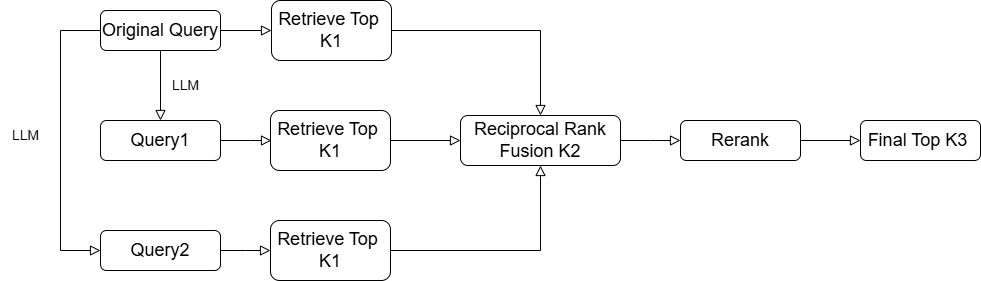 Original Query
Retrieve Top
K1
LLM
LLM
Query1
Retrieve Top
K1
Reciprocal Rank
Fusion K2
Rerank
Final Top K3
Query2
Retrieve Top
K1